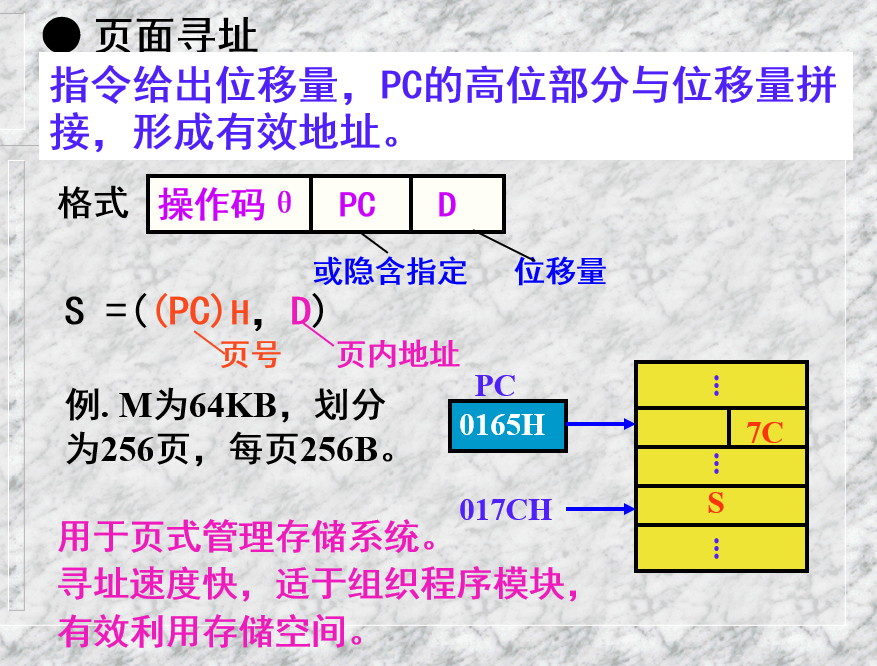 ● 页面寻址
指令给出位移量，PC的高位部分与位移量拼
接，形成有效地址。
格式 操作码 θ PC D
或隐含指定 位移量
S =((PC)H，D)
页号 页内地址
例. M为64KB，划分
为256页，每页256B。
PC
0165H
⋮
7C
⋮
017CH
S
⋮
用于页式管理存储系统。
寻址速度快，适于组织程序模块，
有效利用存储空间。